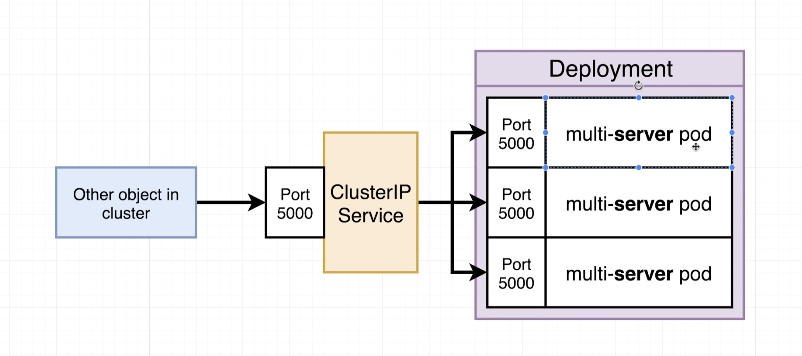 Deployment
Port
5000
multi-server pod
Other object in
cluster
Port
5000
ClusterIP
Service
Port
5000
multi-server pod
Port
5000
multi-server pod